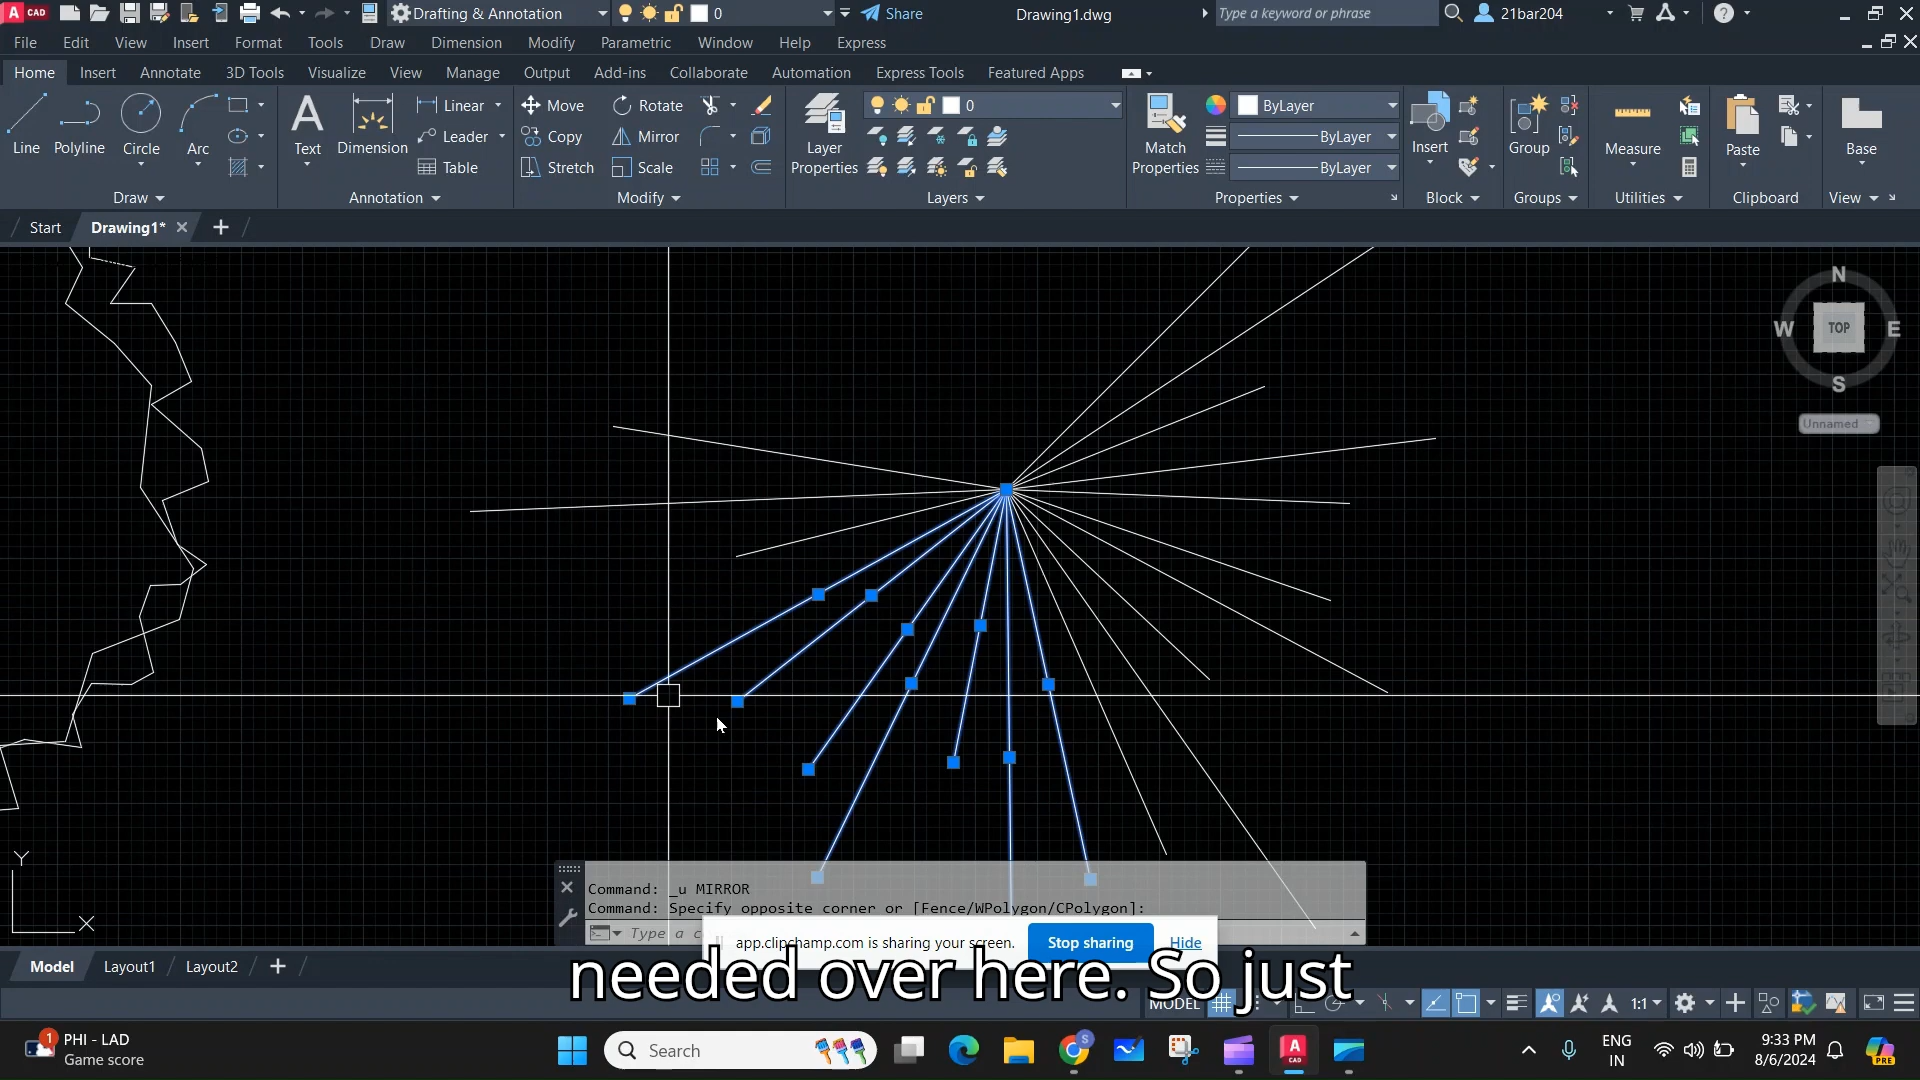 A CAD
Drafting & Annotation
0
Share
Drawing1.dwg
Type a keyword or phrase
21bar204
File Edit View Insert Format Tools Draw Dimension Modify Parametric Window Help Express
Home Insert Annotate 3D Tools Visualize View Manage Output Add-ins Collaborate Automation Express Tools Featured Apps
Line
Polyline
Circle
Arc
Draw
Text
Dimension
Linear
Leader
Table
Annotation
Move
Copy
Stretch
Rotate
Mirror
Scale
Modify
Layer
Properties
0
Layers
Match
Properties
ByLayer
ByLayer
ByLayer
Properties
Insert
Block
Group
Groups
Measure
Utilities
Paste
Clipboard
Base
View
Start
Drawing1*
N
W
TOP
E
S
Unnamed
Y
X
Command: _u MIRROR
Command: Specify opposite corner or [Fence/WPolygon/CPolygon]:
Type a c
app.clipchamp.com is sharing your screen.
Stop sharing
Hide
needed over here. So just
Model
Layout1
Layout2
MODEL
1:1
1
PHI - LAD
Game score
Search
A
CAD
ENG
IN
9:33 PM
8/6/2024
PRE